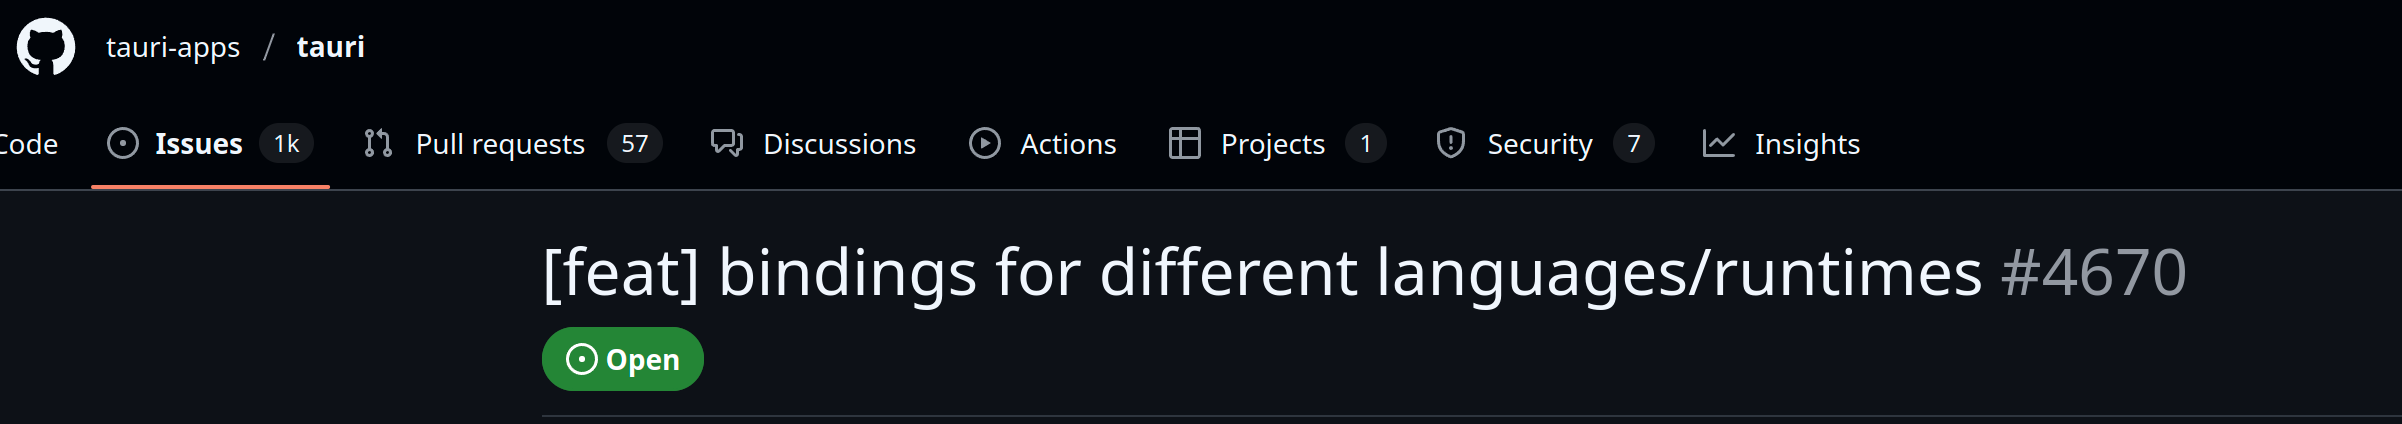 tauri-apps / tauri
Code Issues 1k Pull requests 57 Discussions Actions Projects 1 Security 7 Insights
[feat] bindings for different languages/runtimes #4670
Open